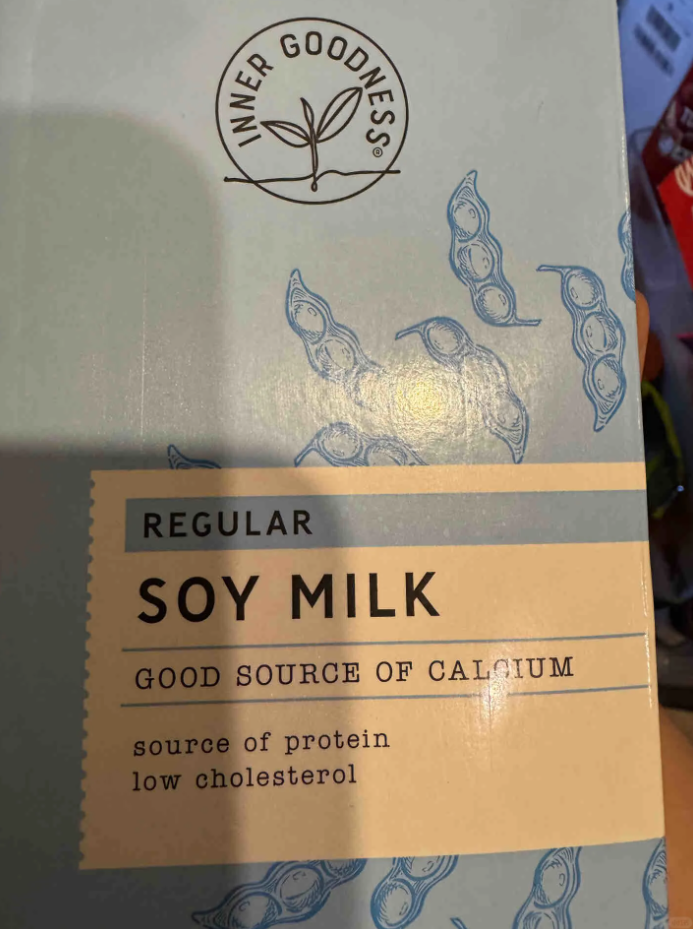 INNER GOODNESS®
REGULAR
SOY MILK
GOOD SOURCE OF CALCIUM
source of protein
low cholesterol